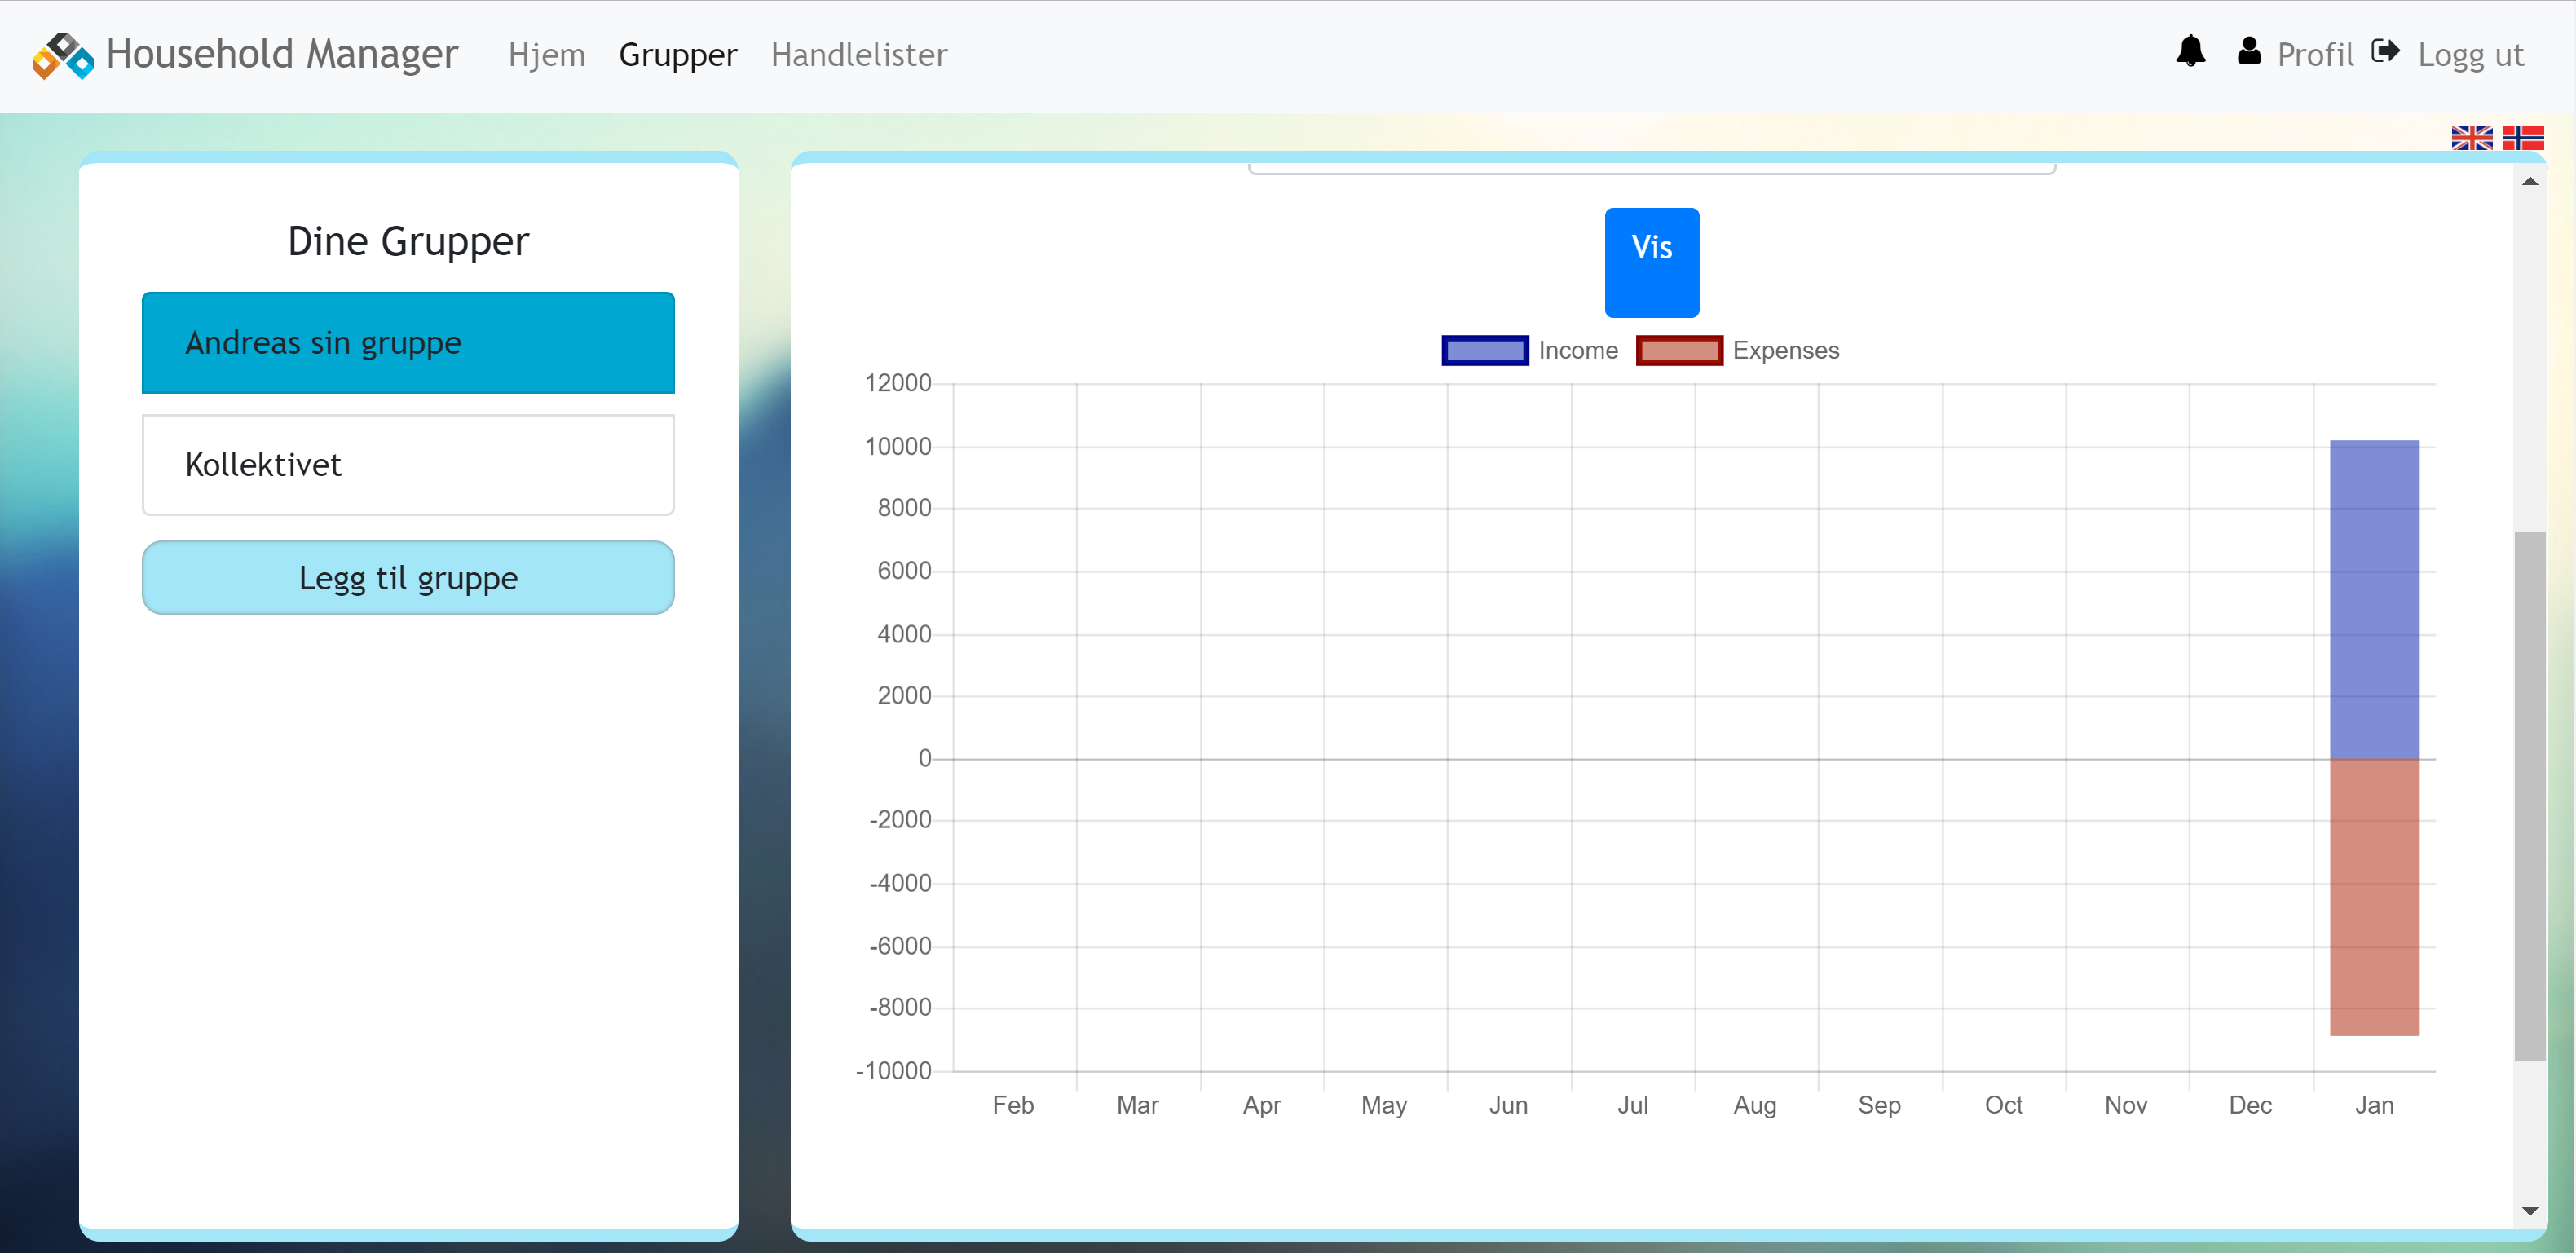 Household Manager Hjem Grupper Handlelister Profil Logg ut
Dine Grupper
Andreas sin gruppe
Kollektivet
Legg til gruppe
Vis
Income Expenses
12000
10000
8000
6000
4000
2000
0
-2000
-4000
-6000
-8000
-10000
Feb Mar Apr May Jun Jul Aug Sep Oct Nov Dec Jan